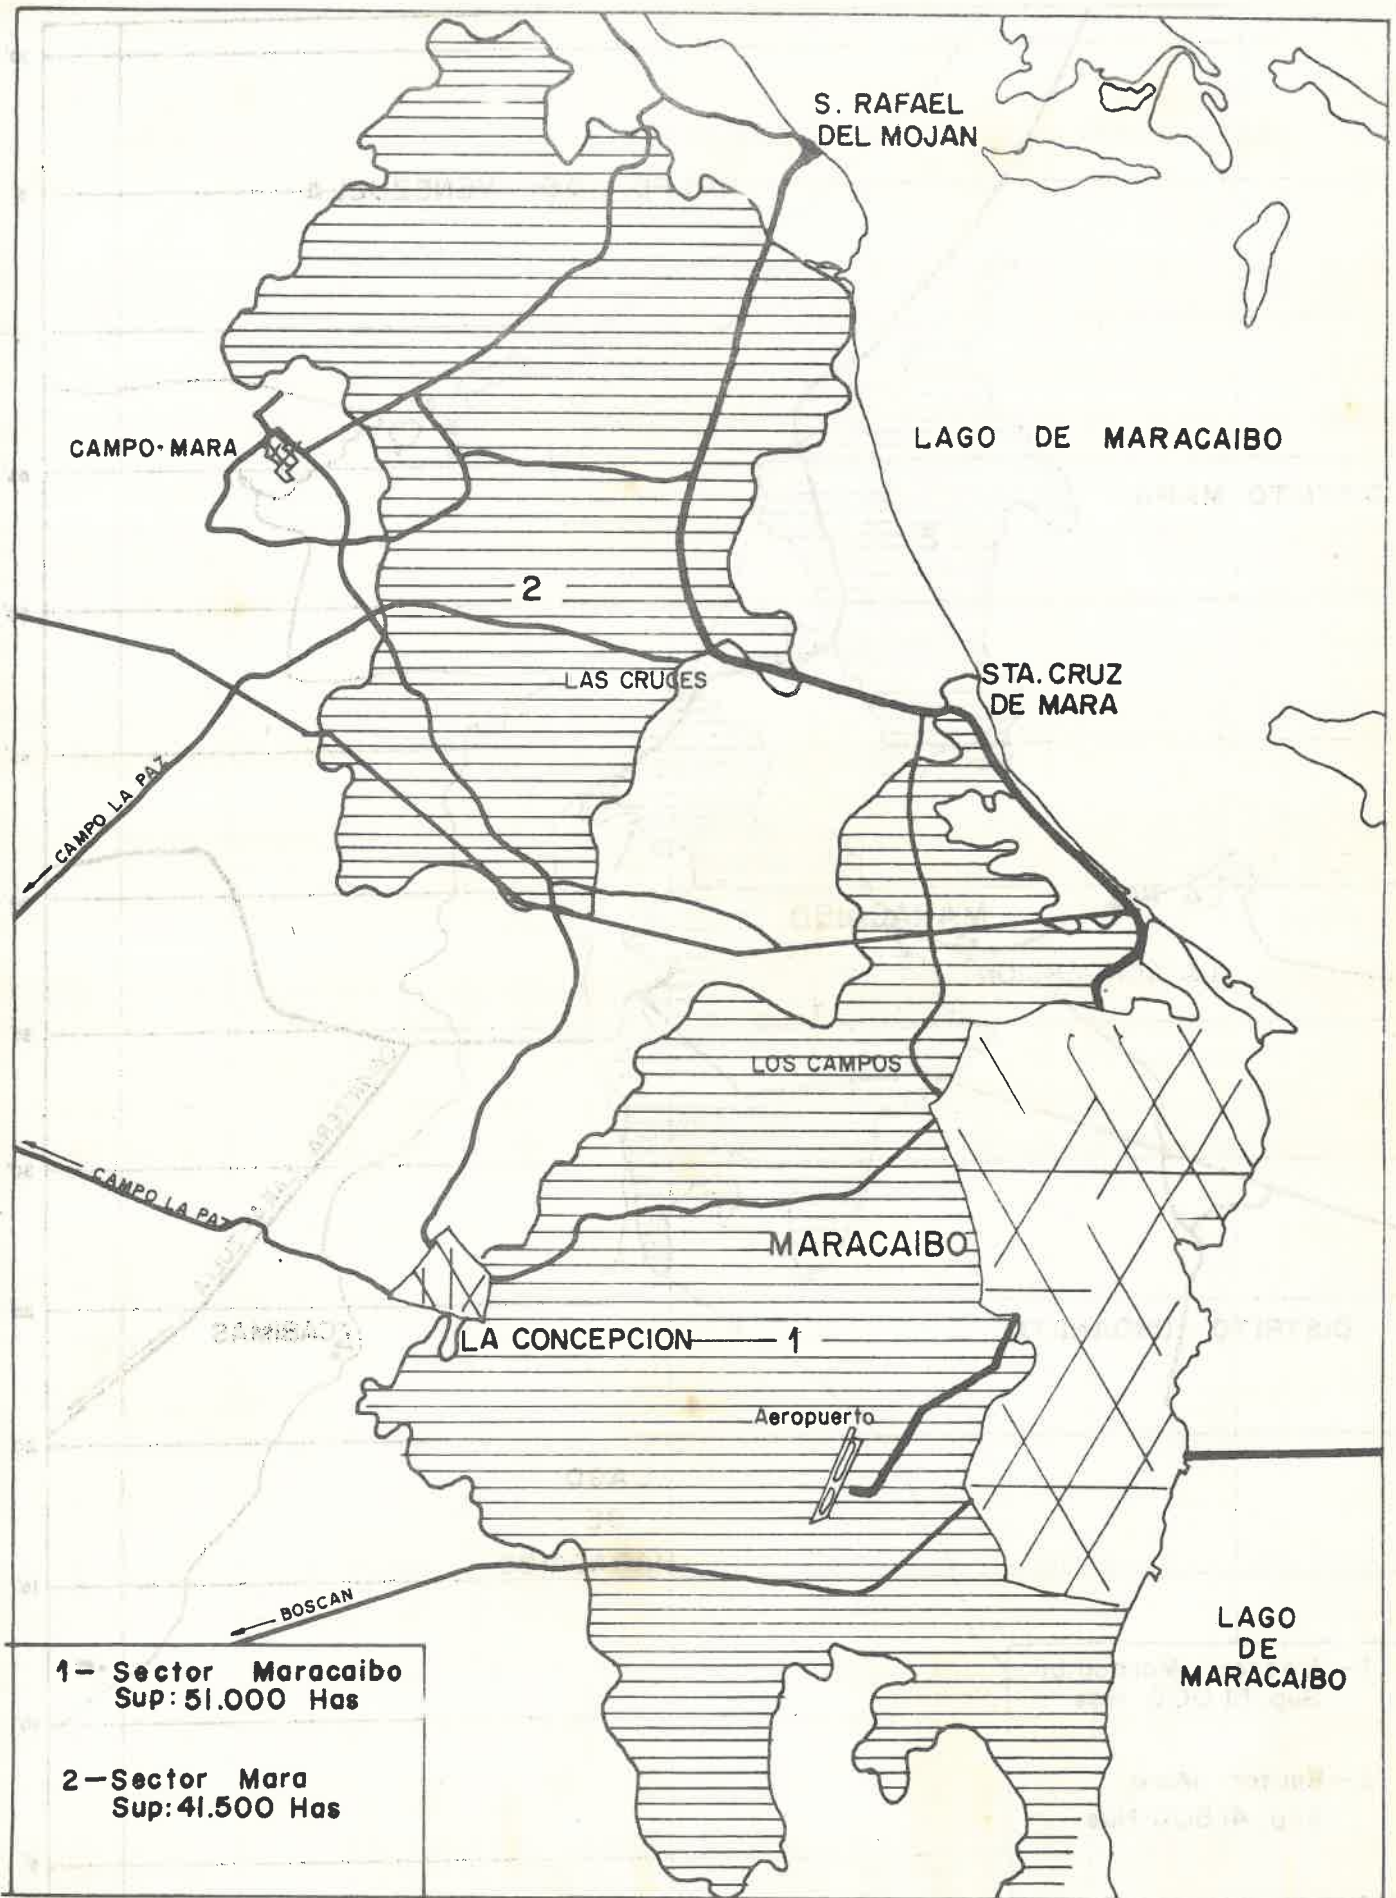 S. RAFAEL
DEL MOJAN
CAMPO-MARA
LAGO DE MARACAIBO
2
LAS CRUCES
STA. CRUZ
DE MARA
CAMPO LA PAZ
LOS CAMPOS
CAMPO LA PAZ
MARACAIBO
LA CONCEPCION
1
Aeropuerto
BOSCAN
LAGO
DE
MARACAIBO
1- Sector Maracaibo
Sup: 51.000 Has
2-Sector Mara
Sup: 41.500 Has